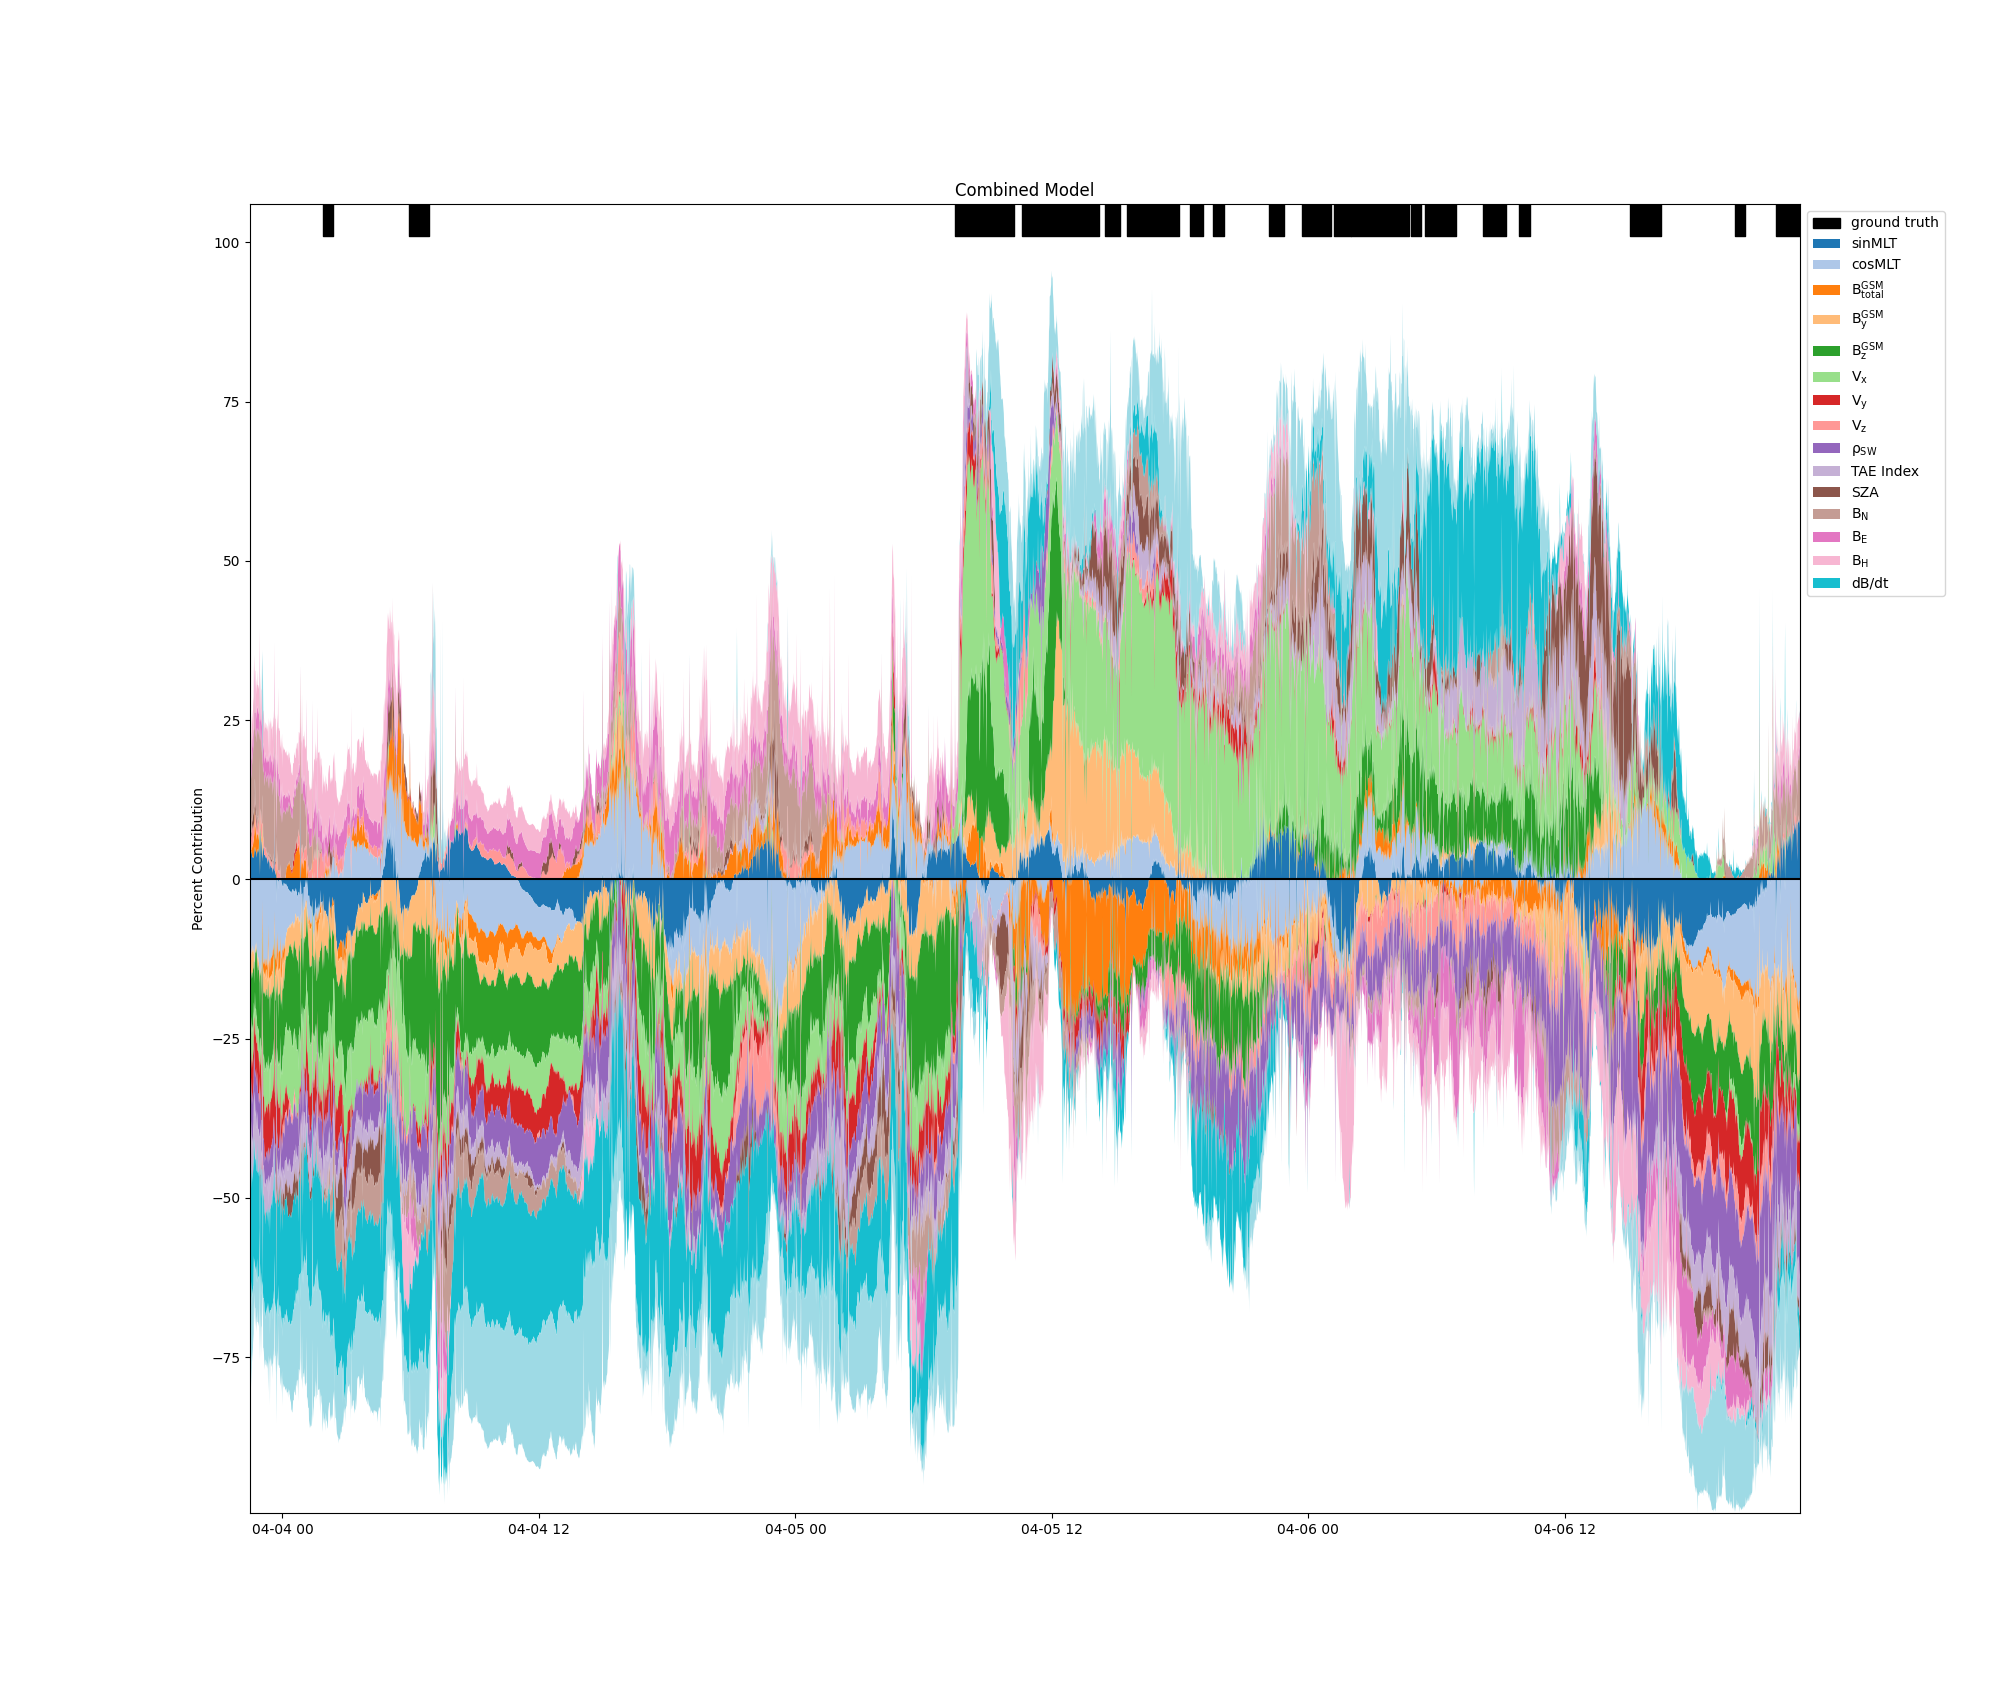 Combined Model
100
75
50
25
0
−25
−50
−75
Percent Contribution
04-04 00
04-04 12
04-05 00
04-05 12
04-06 00
04-06 12
ground truth
sinMLT
cosMLT
B_total^GSM
B_y^GSM
B_z^GSM
V_x
V_y
V_z
ρ_SW
TAE Index
SZA
B_N
B_E
B_H
dB/dt